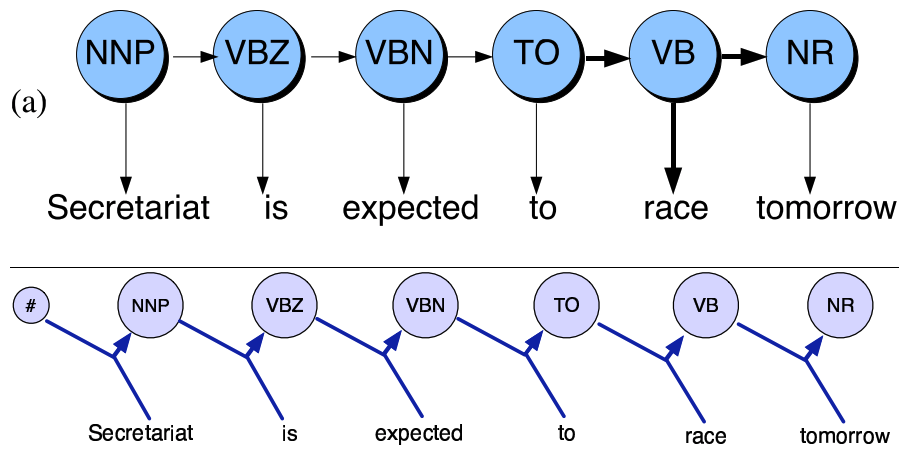 NNP VBZ VBN TO VB NR
(a)
Secretariat is expected to race tomorrow
# NNP VBZ VBN TO VB NR
Secretariat is expected to race tomorrow